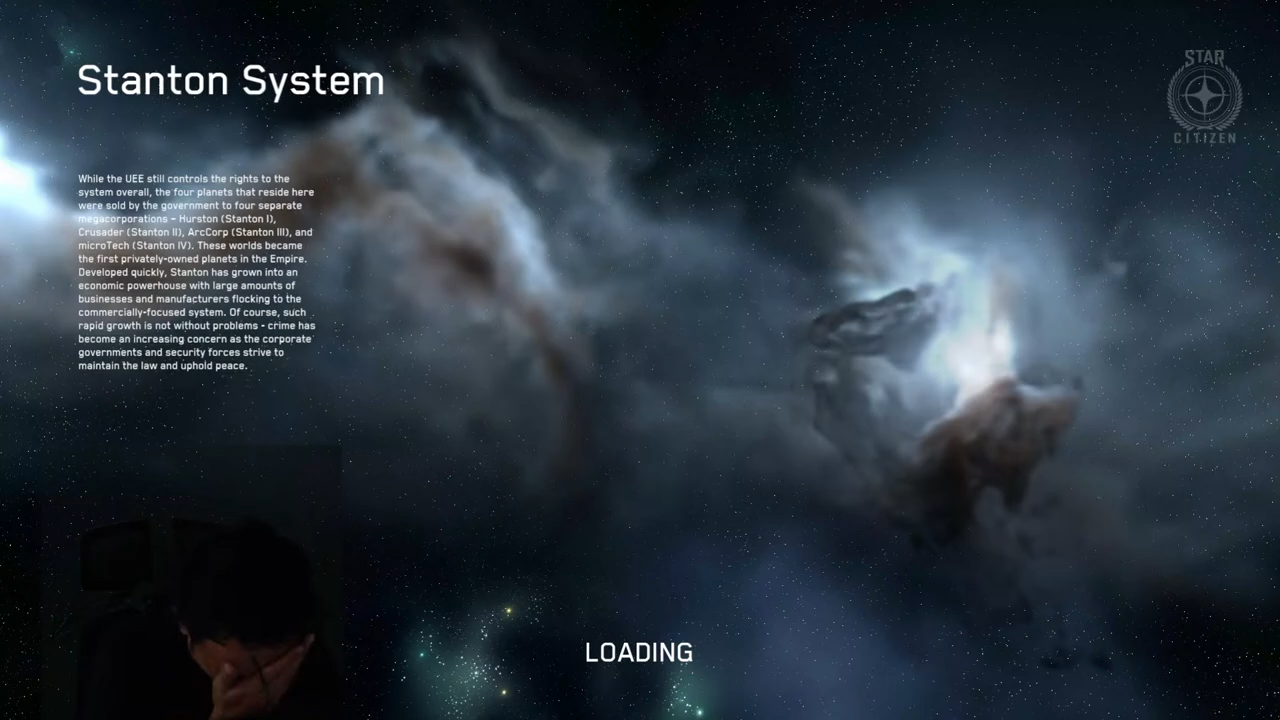 Stanton System
STAR
CITIZEN
While the UEE still controls the rights to the
system overall, the four planets that reside here
were sold by the government to four separate
megacorporations – Hurston (Stanton I),
Crusader (Stanton II), ArcCorp (Stanton III), and
microTech (Stanton IV). These worlds became
the first privately-owned planets in the Empire.
Developed quickly, Stanton has grown into an
economic powerhouse with large amounts of
businesses and manufacturers flocking to the
commercially-focused system. Of course, such
rapid growth is not without problems - crime has
become an increasing concern as the corporate
governments and security forces strive to
maintain the law and uphold peace.
LOADING